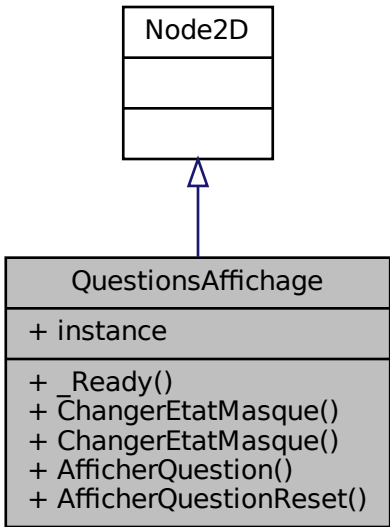 Node2D
QuestionsAffichage
+ instance
+ _Ready()
+ ChangerEtatMasque()
+ ChangerEtatMasque()
+ AfficherQuestion()
+ AfficherQuestionReset()